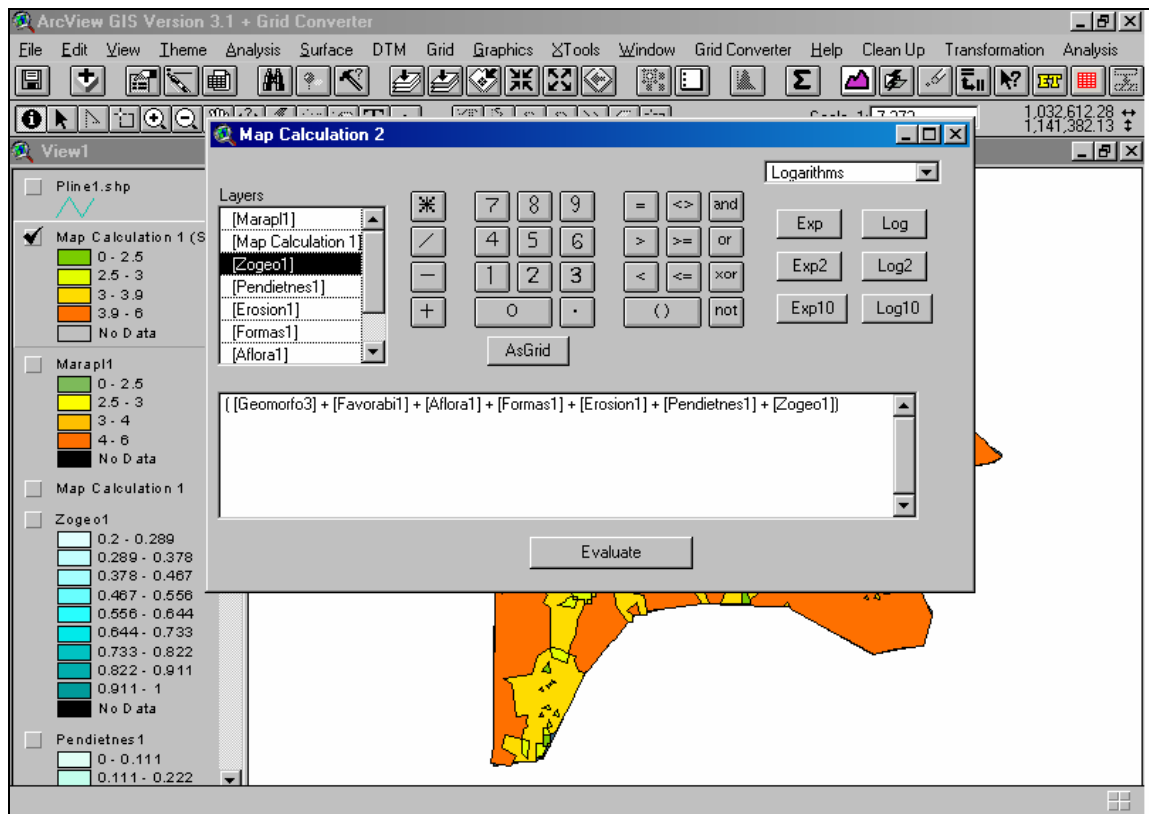 ArcView GIS Version 3.1 + Grid Converter
File Edit View Theme Analysis Surface DTM Grid Graphics XTools Window Grid Converter Help Clean Up Transformation Analysis
1,032,612.28
1,141,382.13
View1
Pline1.shp
Map Calculation 1 (S
0 - 2.5
2.5 - 3
3 - 3.9
3.9 - 6
No Data
Marapl1
0 - 2.5
2.5 - 3
3 - 4
4 - 6
No Data
Map Calculation 1
Zogeo1
0.2 - 0.289
0.289 - 0.378
0.378 - 0.467
0.467 - 0.556
0.556 - 0.644
0.644 - 0.733
0.733 - 0.822
0.822 - 0.911
0.911 - 1
No Data
Pendietnes1
0 - 0.111
0.111 - 0.222
Map Calculation 2
Logarithms
Layers
[Marapl1]
[Map Calculation 1]
[Zogeo1]
[Pendietnes1]
[Erosion1]
[Formas1]
[Aflora1]
* 7 8 9 = <> and Exp Log
/ 4 5 6 > >= or Exp2 Log2
- 1 2 3 < <= xor Exp10 Log10
+ 0 . ( ) not
AsGrid
( [Geomorfo3] + [Favorabi1] + [Aflora1] + [Formas1] + [Erosion1] + [Pendietnes1] + [Zogeo1])
Evaluate